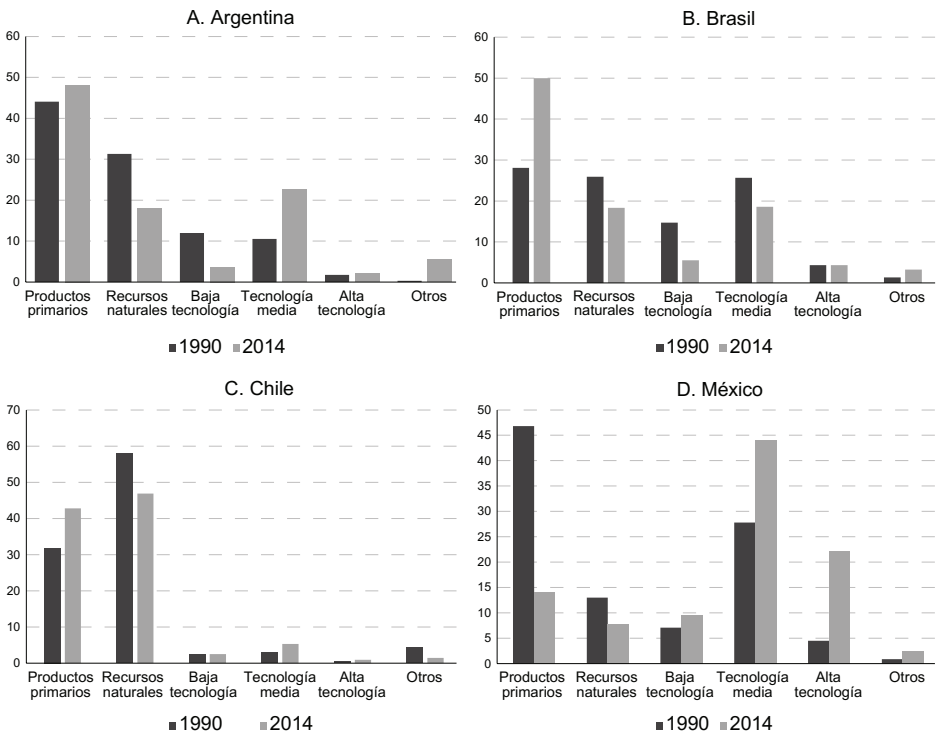 A. Argentina
60
50
40
30
20
10
0
Productos primarios
Recursos naturales
Baja tecnología
Tecnología media
Alta tecnología
Otros
1990 2014
B. Brasil
60
50
40
30
20
10
0
Productos primarios
Recursos naturales
Baja tecnología
Tecnología media
Alta tecnología
Otros
1990 2014
C. Chile
70
60
50
40
30
20
10
0
Productos primarios
Recursos naturales
Baja tecnología
Tecnología media
Alta tecnología
Otros
1990 2014
D. México
50
45
40
35
30
25
20
15
10
5
0
Productos primarios
Recursos naturales
Baja tecnología
Tecnología media
Alta tecnología
Otros
1990 2014